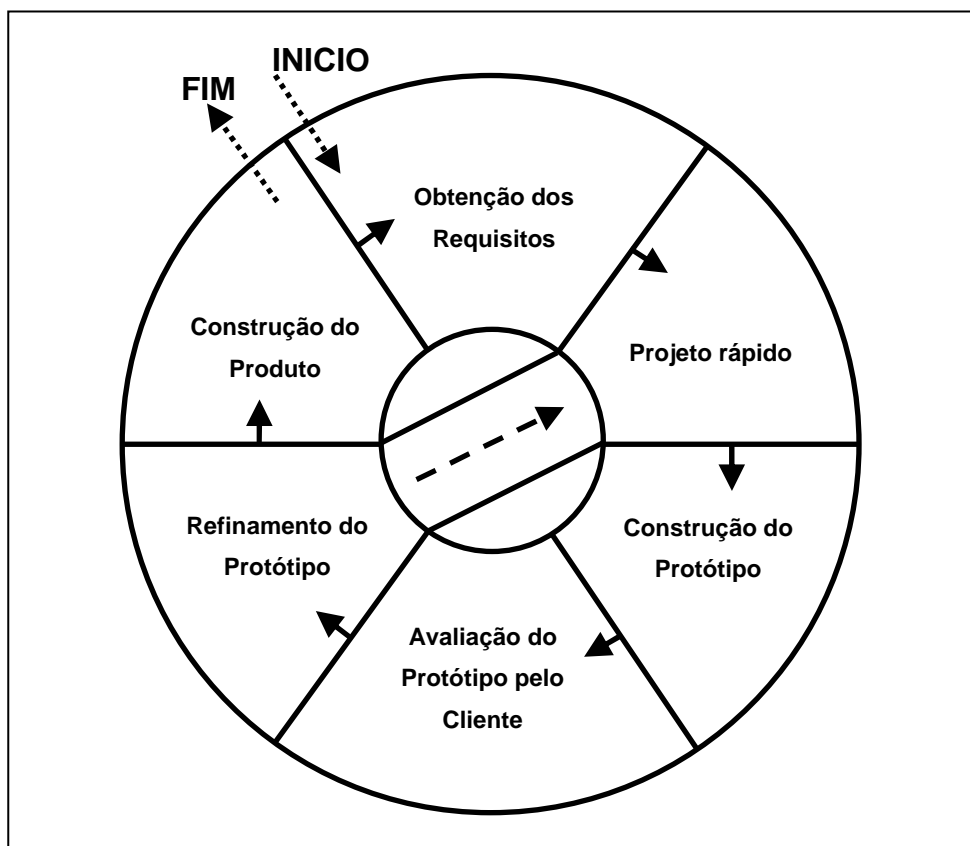 INICIO
FIM
Obtenção dos
Requisitos
Projeto rápido
Construção do
Protótipo
Avaliação do
Protótipo pelo
Cliente
Refinamento do
Protótipo
Construção do
Produto